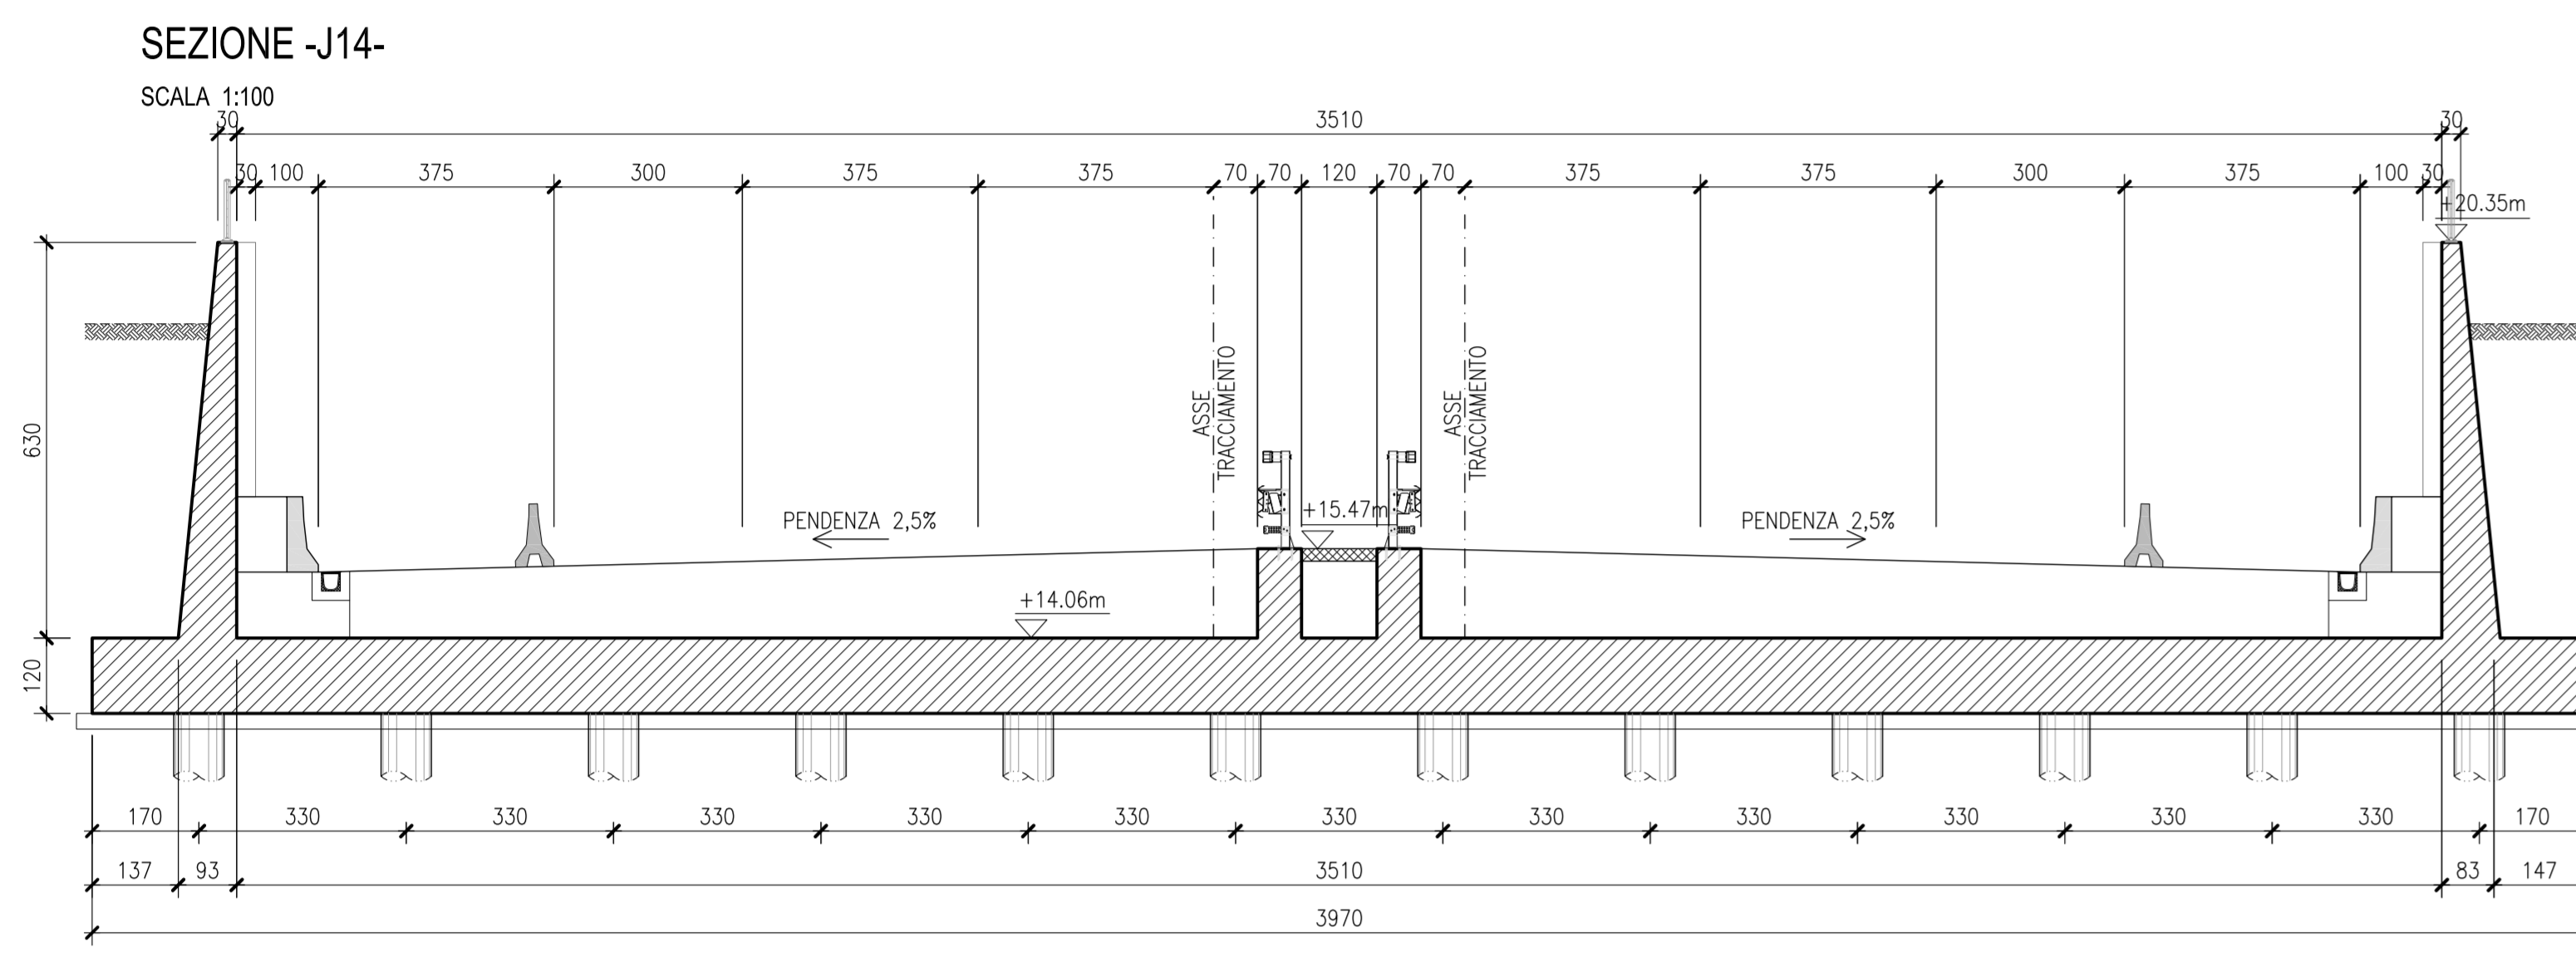 SEZIONE -J14-
SCALA 1:100
30 3510 30
30 100 375 300 375 375 70 70 120 70 70 375 375 300 375 100 30
+20.35m
ASSE
TRACCIAMENTO
ASSE
TRACCIAMENTO
630
PENDENZA 2,5%
+15.47m
PENDENZA 2,5%
+14.06m
120
170 330 330 330 330 330 330 330 330 330 330 330 170
137 93 3510 83 147
3970